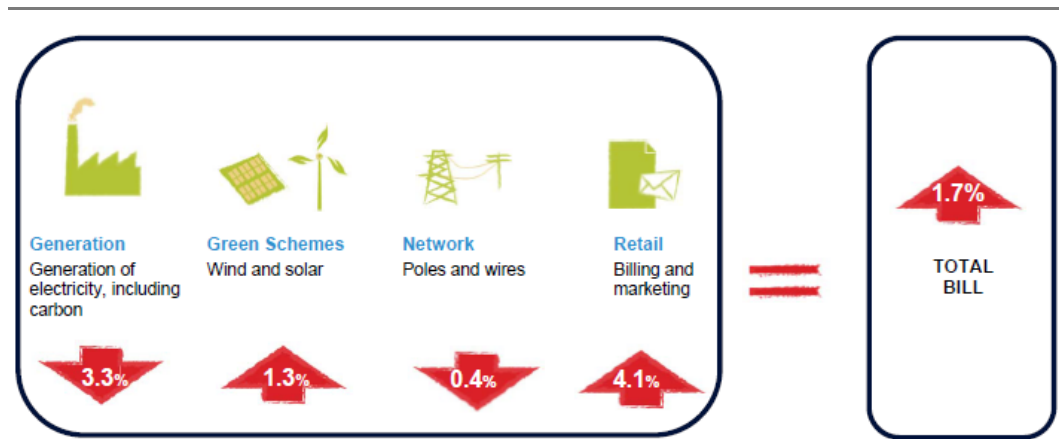 Generation
Generation of
electricity, including
carbon
3.3%
Green Schemes
Wind and solar
1.3%
Network
Poles and wires
0.4%
Retail
Billing and
marketing
4.1%
1.7%
TOTAL
BILL